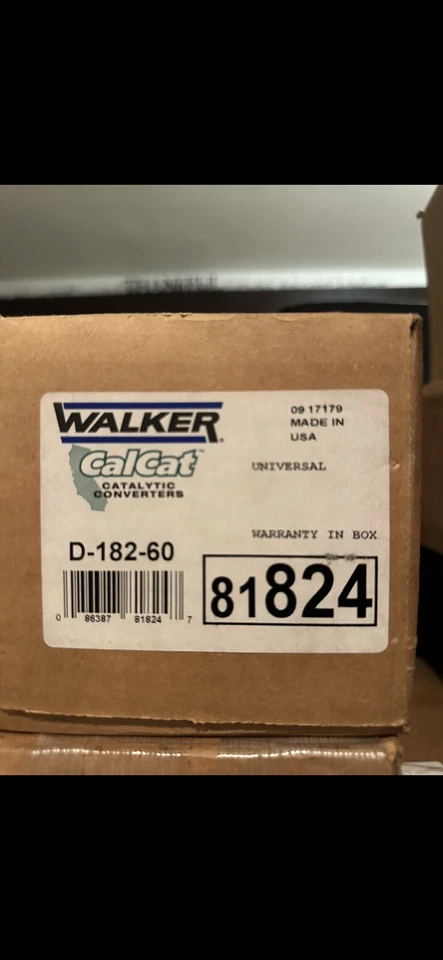 WALKER
CalCat™
CATALYTIC
CONVERTERS
09 17179
MADE IN
USA
UNIVERSAL
WARRANTY IN BOX
D-182-60
81824
0 86387 81824 7